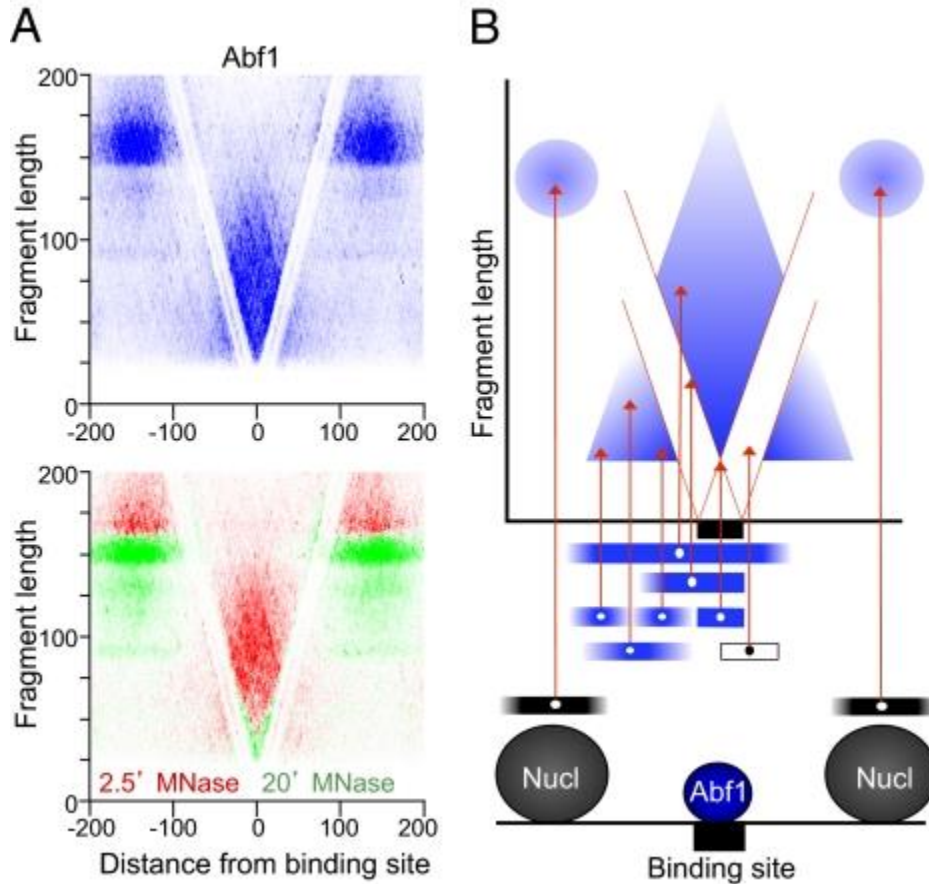 A
Abf1
200
Fragment length
100
0
-200 -100 0 100 200
200
Fragment length
100
2.5' MNase 20' MNase
0
-200 -100 0 100 200
Distance from binding site
B
Fragment length
Nucl Abf1 Nucl
Binding site